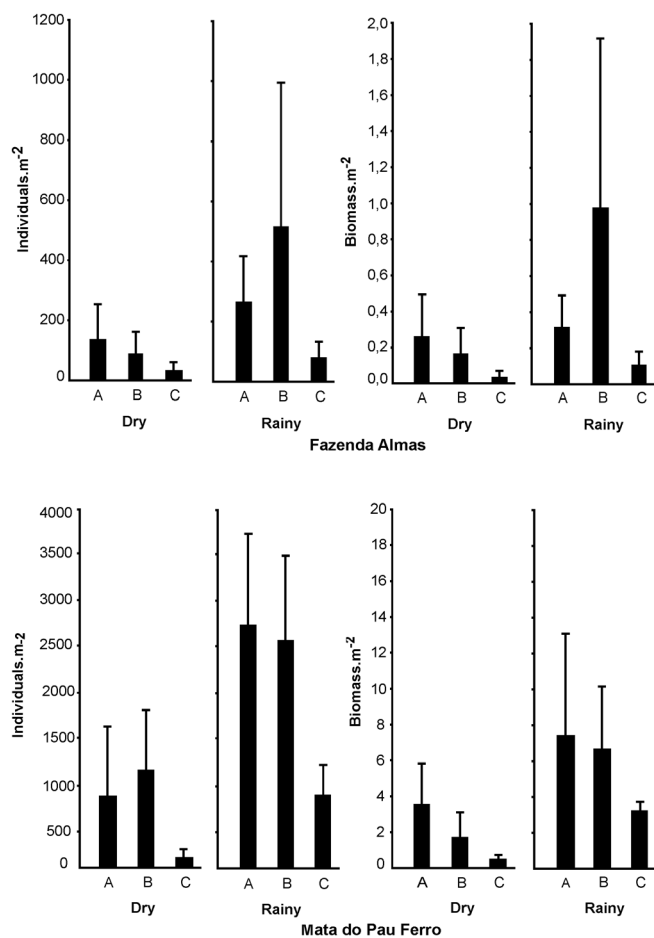 1200
1000
800
600
400
200
0
Individuals.m-2
A B C
Dry
A B C
Rainy
2,0
1,8
1,6
1,4
1,2
1,0
0,8
0,6
0,4
0,2
0,0
Biomass.m-2
A B C
Dry
A B C
Rainy
Fazenda Almas
4000
3500
3000
2500
2000
1500
1000
500
0
Individuals.m-2
A B C
Dry
A B C
Rainy
20
18
16
14
12
10
8
6
4
2
0
Biomass.m-2
A B C
Dry
A B C
Rainy
Mata do Pau Ferro